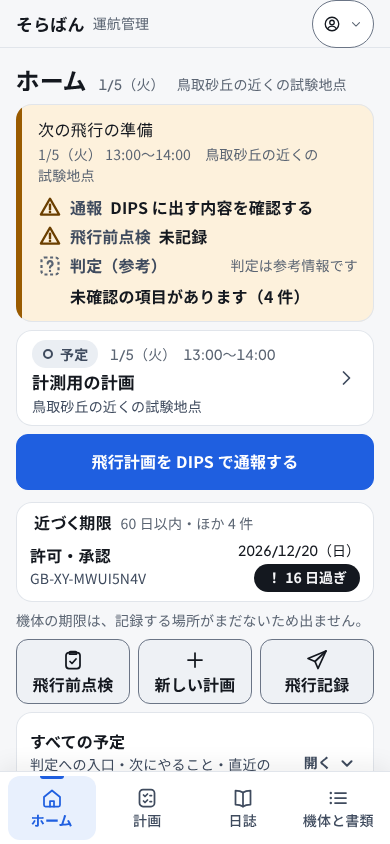 そらばん 運航管理
ホーム 1/5（火） 鳥取砂丘の近くの試験地点
次の飛行の準備
1/5（火） 13:00〜14:00 鳥取砂丘の近くの
試験地点
通報 DIPS に出す内容を確認する
飛行前点検 未記録
判定（参考） 判定は参考情報です
未確認の項目があります（4 件）
予定 1/5（火） 13:00〜14:00
計測用の計画
鳥取砂丘の近くの試験地点
飛行計画を DIPS で通報する
近づく期限 60 日以内・ほか 4 件
許可・承認 2026/12/20（日）
GB-XY-MWUI5N4V ！ 16 日過ぎ
機体の期限は、記録する場所がまだないため出ません。
飛行前点検 新しい計画 飛行記録
すべての予定
判定への入口・次にやること・直近の 開く
ホーム 計画 日誌 機体と書類